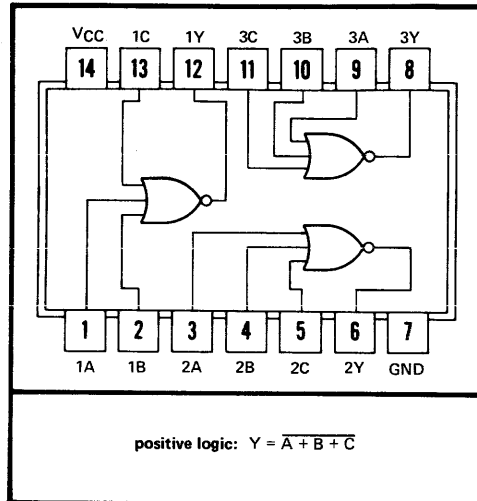 VCC 1C 1Y 3C 3B 3A 3Y
14 13 12 11 10 9 8
1 2 3 4 5 6 7
1A 1B 2A 2B 2C 2Y GND
positive logic: Y = \overline{A + B + C}